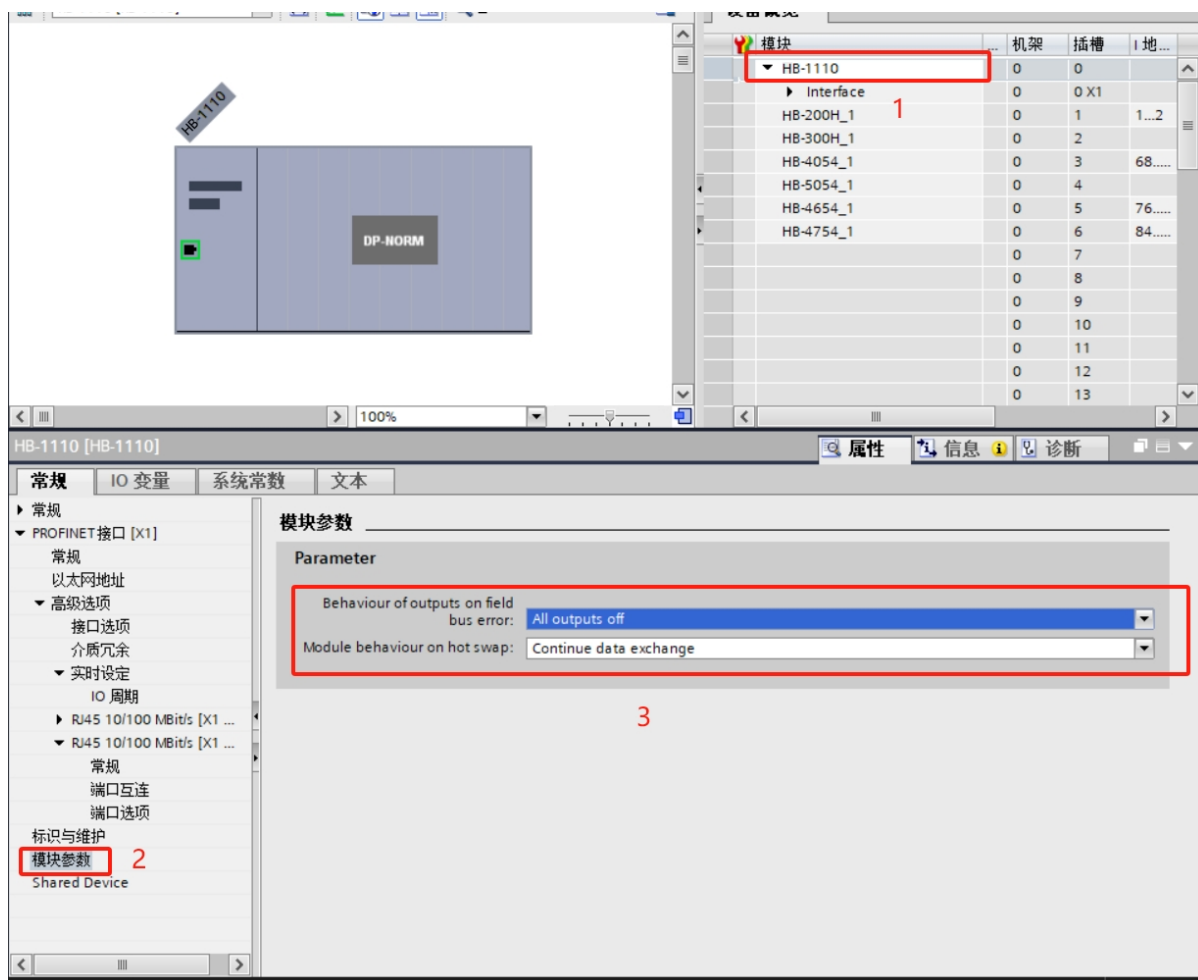 设备概览
模块 ... 机架 插槽 I 地...
HB-1110 0 0
Interface 0 0 X1
1
HB-200H_1 0 1 1...2
HB-300H_1 0 2
HB-4054_1 0 3 68.....
HB-5054_1 0 4
HB-4654_1 0 5 76.....
HB-4754_1 0 6 84.....
0 7
0 8
0 9
0 10
0 11
0 12
0 13
HB-1110
DP-NORM
100%
HB-1110 [HB-1110]
属性 信息 诊断
常规 IO 变量 系统常数 文本
常规
PROFINET接口 [X1]
常规
以太网地址
高级选项
接口选项
介质冗余
实时设定
IO 周期
RJ45 10/100 MBit/s [X1 ...
RJ45 10/100 MBit/s [X1 ...
常规
端口互连
端口选项
标识与维护
模块参数 2
Shared Device
模块参数
Parameter
Behaviour of outputs on field
bus error: All outputs off
Module behaviour on hot swap: Continue data exchange
3